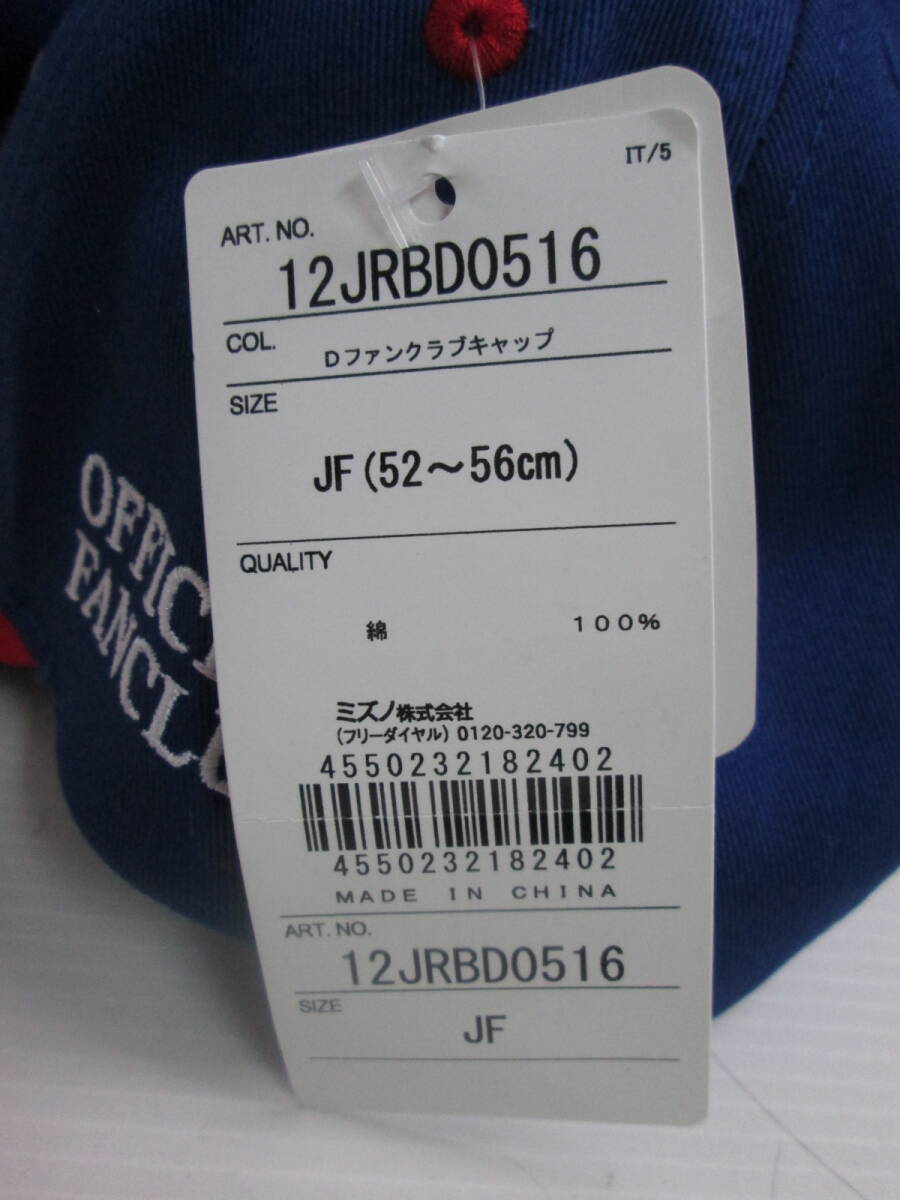 IT/5
ART. NO.
12JRBD0516
COL.
Dファンクラブキャップ
SIZE
JF(52～56cm)
QUALITY
綿 100%
ミズノ株式会社
(フリーダイヤル) 0120-320-799
4550232182402
4550232182402
MADE IN CHINA
ART. NO.
12JRBD0516
SIZE
JF
OFFIC
FANCL